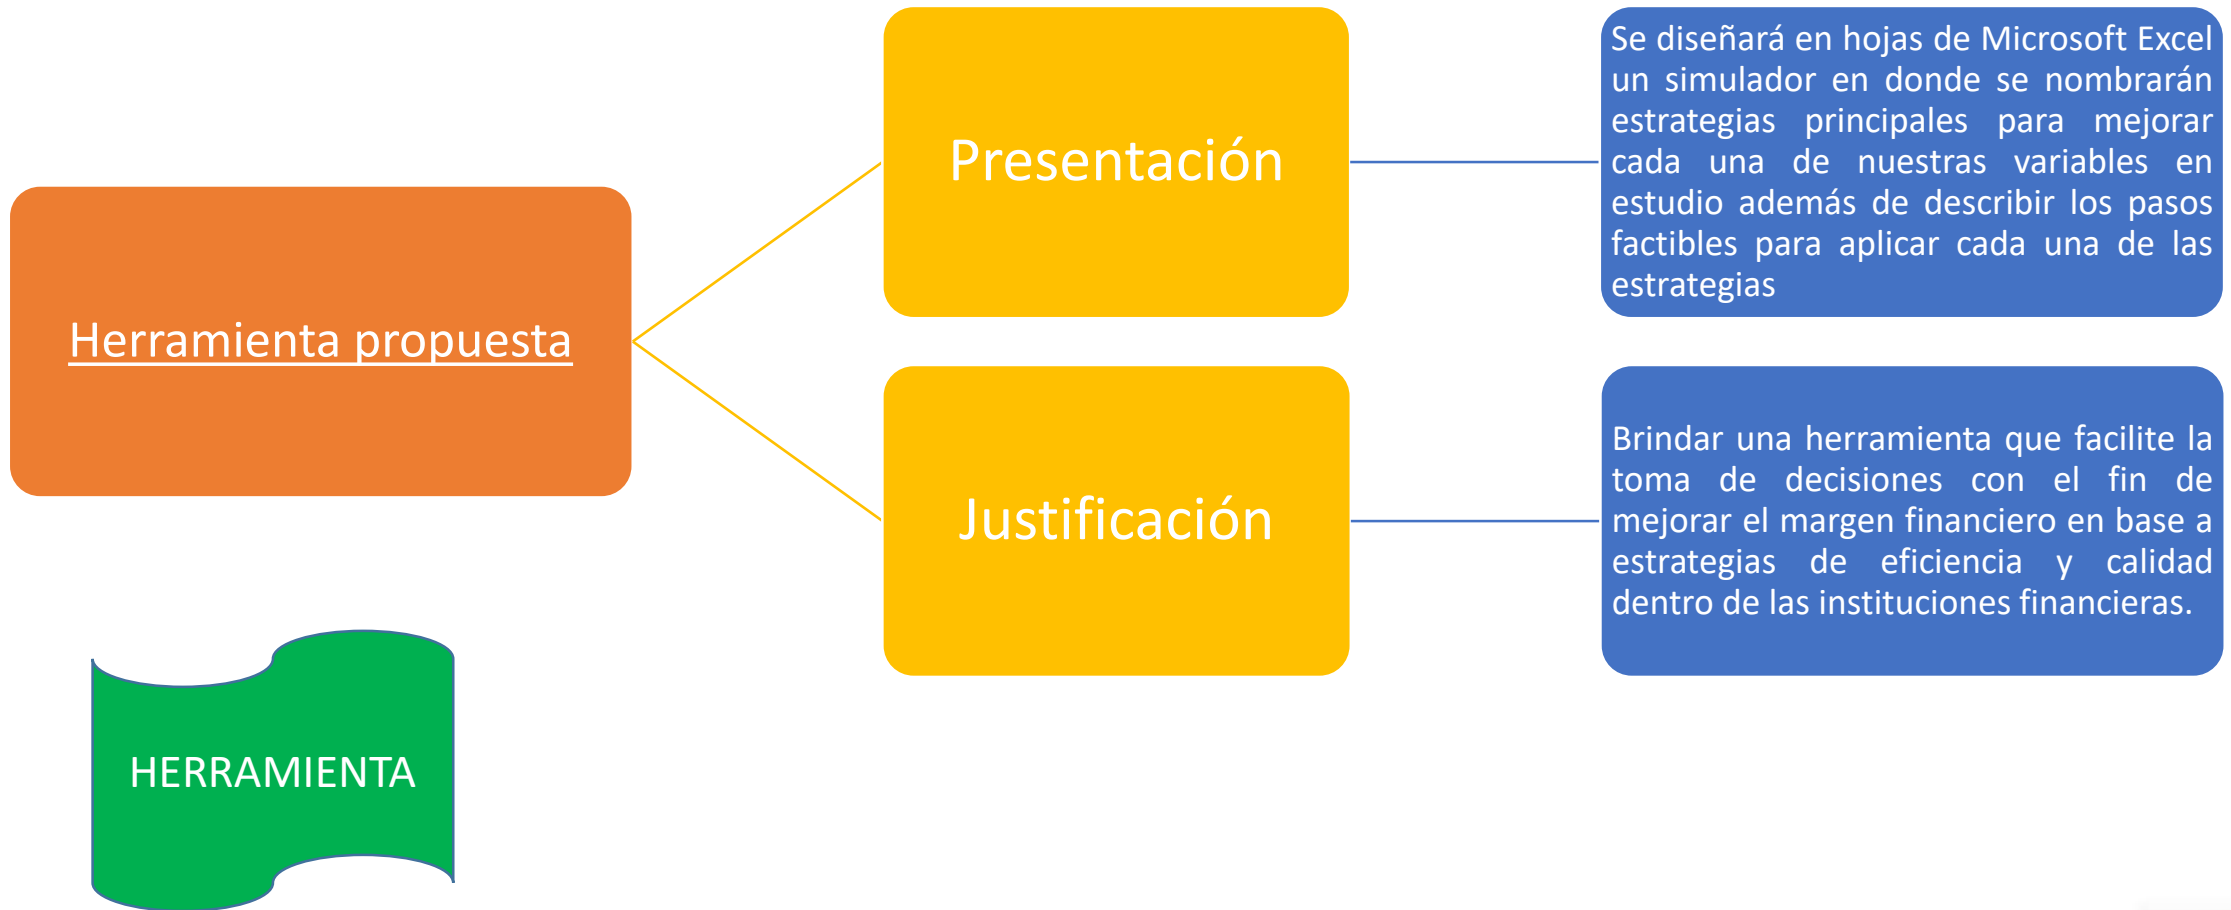 Herramienta propuesta
Presentación
Se diseñará en hojas de Microsoft Excel
un simulador en donde se nombrarán
estrategias principales para mejorar
cada una de nuestras variables en
estudio además de describir los pasos
factibles para aplicar cada una de las
estrategias
Justificación
Brindar una herramienta que facilite la
toma de decisiones con el fin de
mejorar el margen financiero en base a
estrategias de eficiencia y calidad
dentro de las instituciones financieras.
HERRAMIENTA